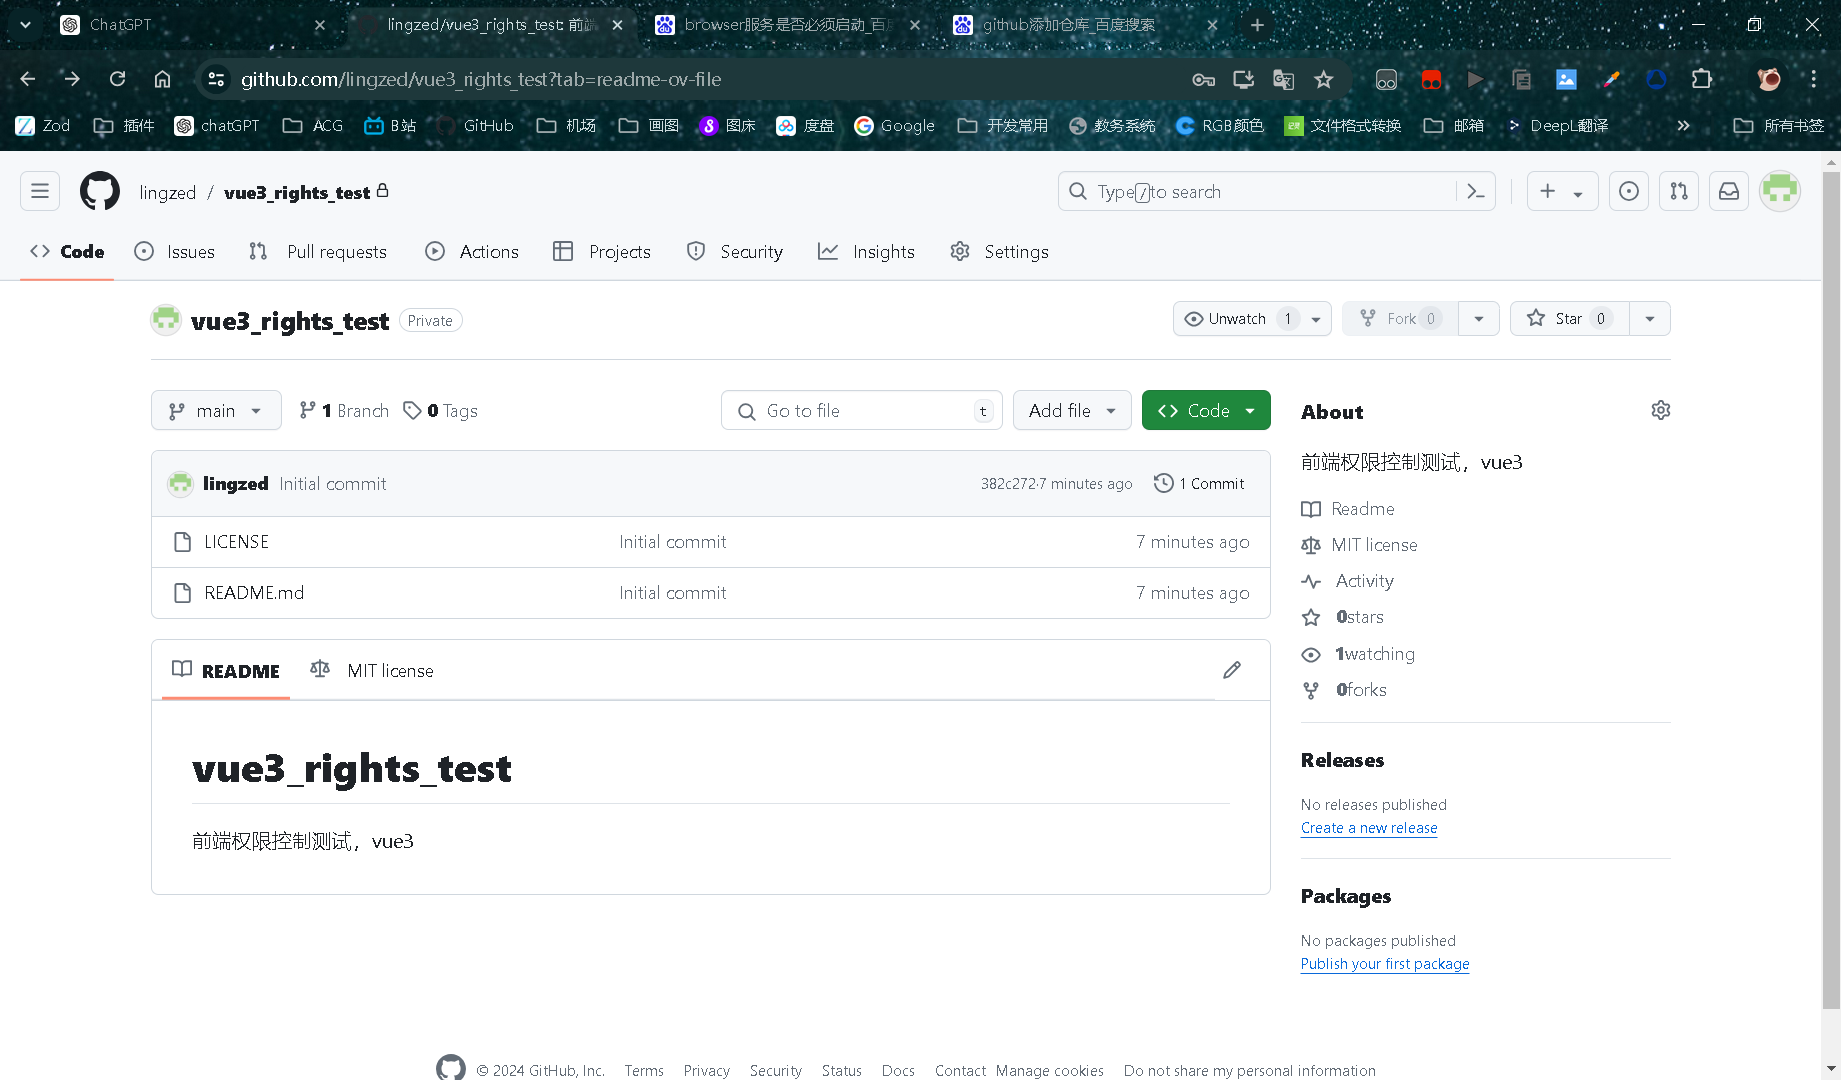 ChatGPT
lingzed/vue3_rights_test: 前端
browser服务是否必须启动_百度
github添加仓库_百度搜索
github.com/lingzed/vue3_rights_test?tab=readme-ov-file
Zod
插件
chatGPT
ACG
B站
GitHub
机场
画图
图床
度盘
Google
开发常用
教务系统
RGB颜色
文件格式转换
邮箱
DeepL翻译
所有书签
lingzed / vue3_rights_test
Type / to search
Code
Issues
Pull requests
Actions
Projects
Security
Insights
Settings
vue3_rights_test
Private
Unwatch 1
Fork 0
Star 0
main
1 Branch
0 Tags
Go to file
t
Add file
Code
About
前端权限控制测试，vue3
lingzed Initial commit
382c272·7 minutes ago
1 Commit
LICENSE
Initial commit
7 minutes ago
README.md
Initial commit
7 minutes ago
Readme
MIT license
Activity
0stars
1watching
0forks
README
MIT license
vue3_rights_test
前端权限控制测试，vue3
Releases
No releases published
Create a new release
Packages
No packages published
Publish your first package
© 2024 GitHub, Inc.
Terms
Privacy
Security
Status
Docs
Contact
Manage cookies
Do not share my personal information